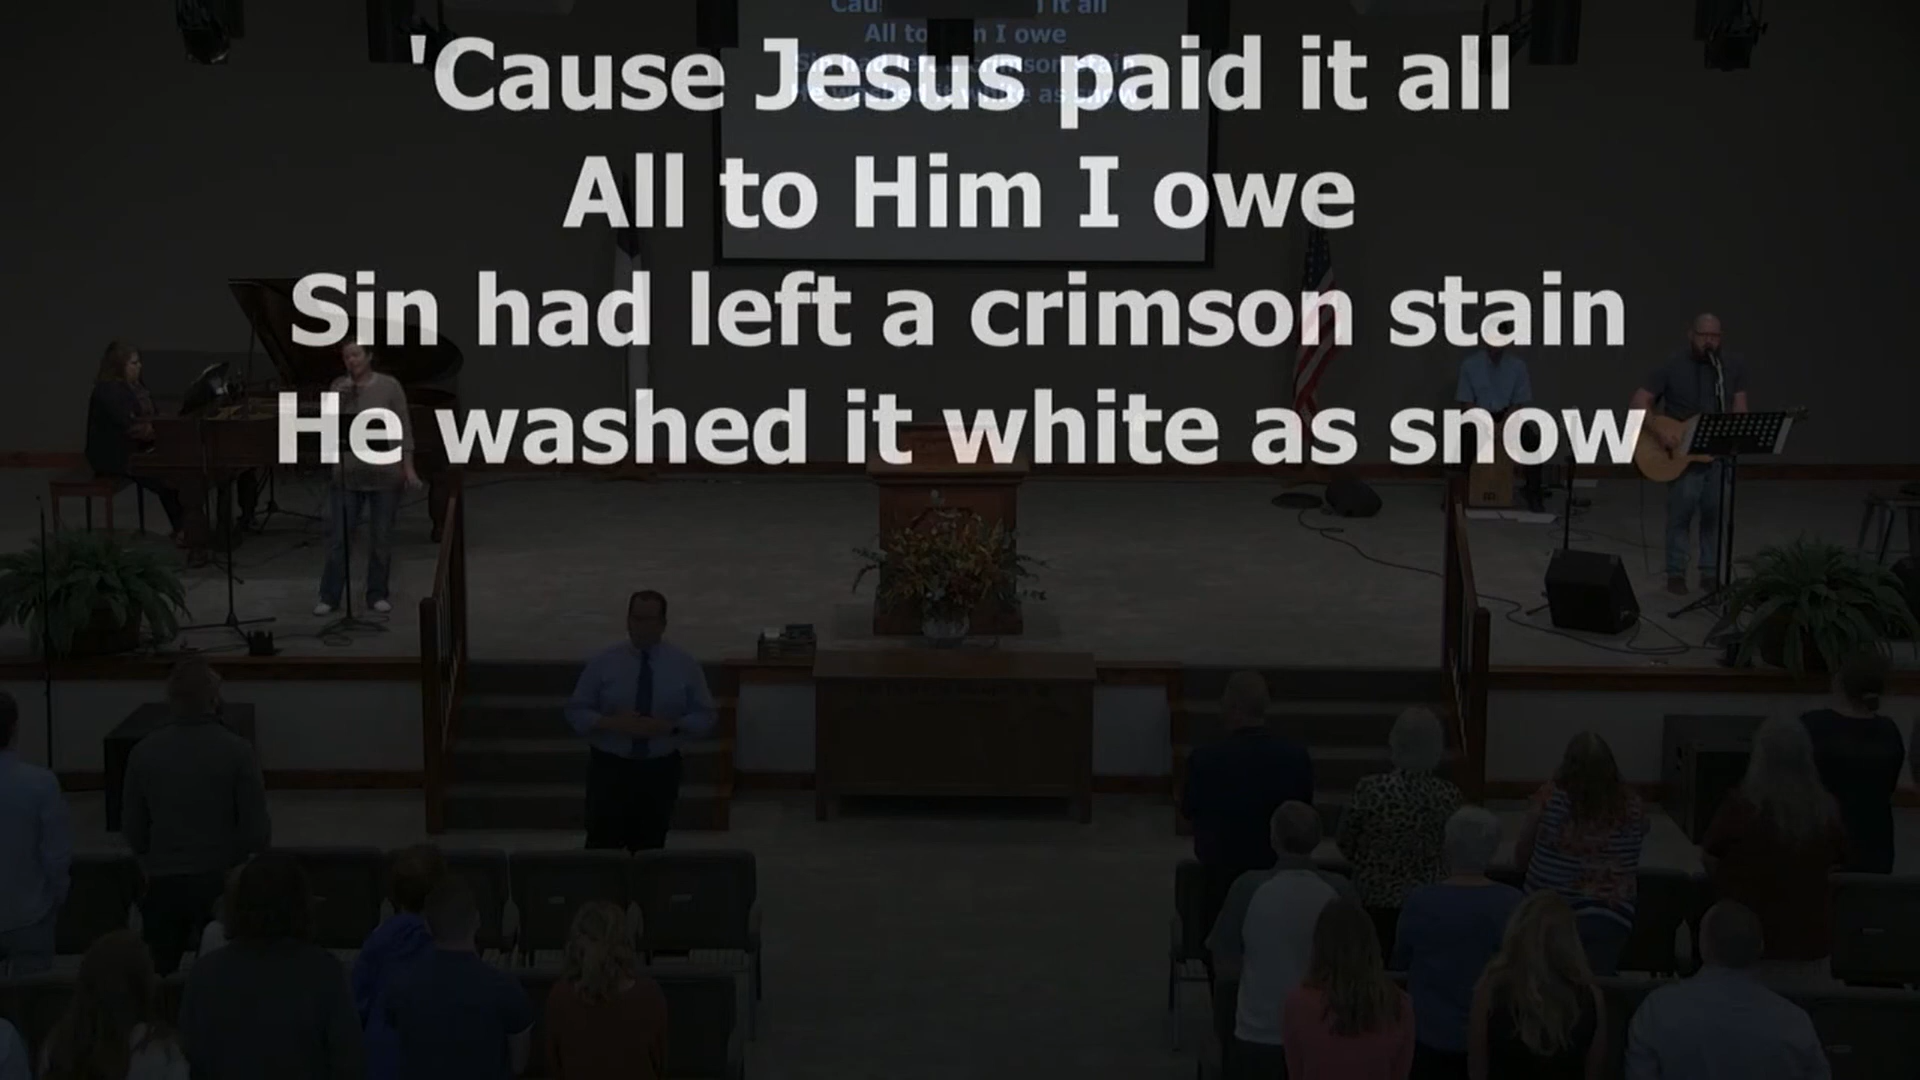 'Cause Jesus paid it all
All to Him I owe
Sin had left a crimson stain
He washed it white as snow